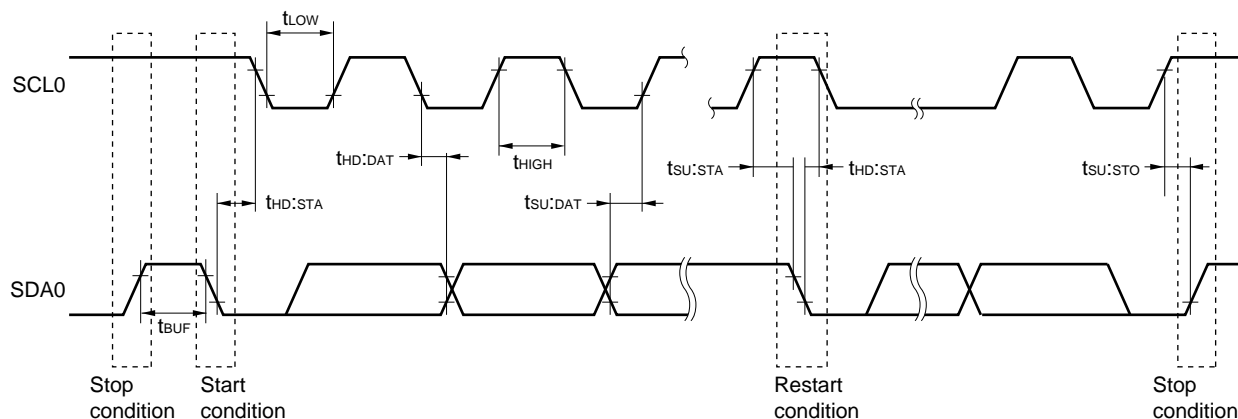 tLOW
SCL0
tHD:DAT
tHIGH
tSU:STA
tHD:STA
tSU:STO
tHD:STA
tSU:DAT
SDA0
tBUF
Stop
condition
Start
condition
Restart
condition
Stop
condition